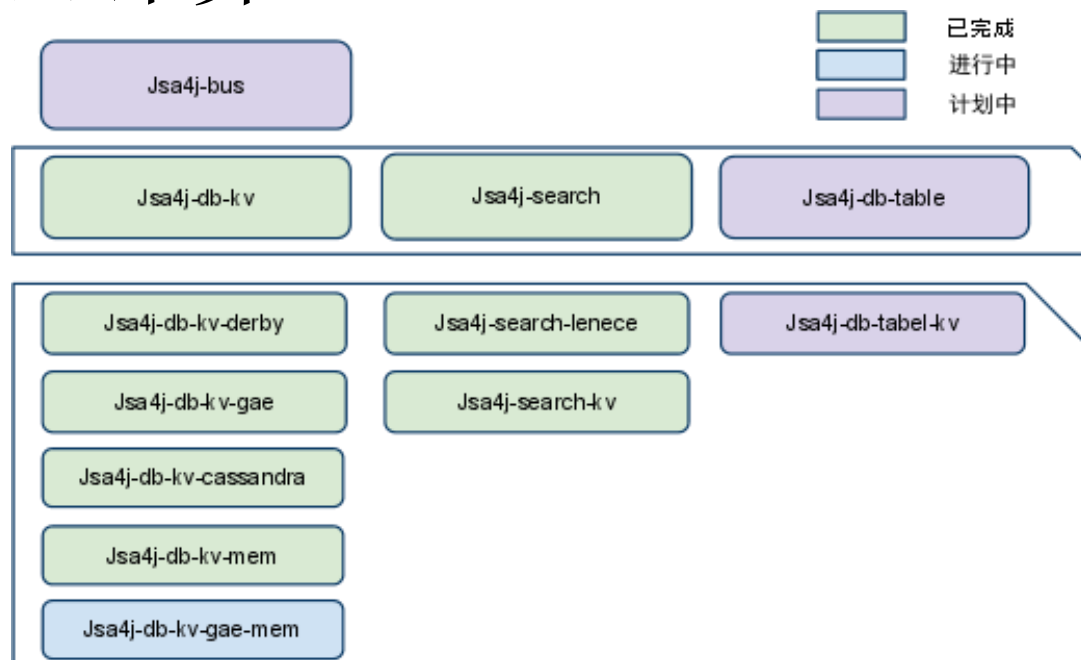 已完成
进行中
计划中
Jsa4j-bus
Jsa4j-db-kv
Jsa4j-search
Jsa4j-db-table
Jsa4j-db-kv-derby
Jsa4j-search-lenece
Jsa4j-db-tabel-kv
Jsa4j-db-kv-gae
Jsa4j-search-kv
Jsa4j-db-kv-cassandra
Jsa4j-db-kv-mem
Jsa4j-db-kv-gae-mem